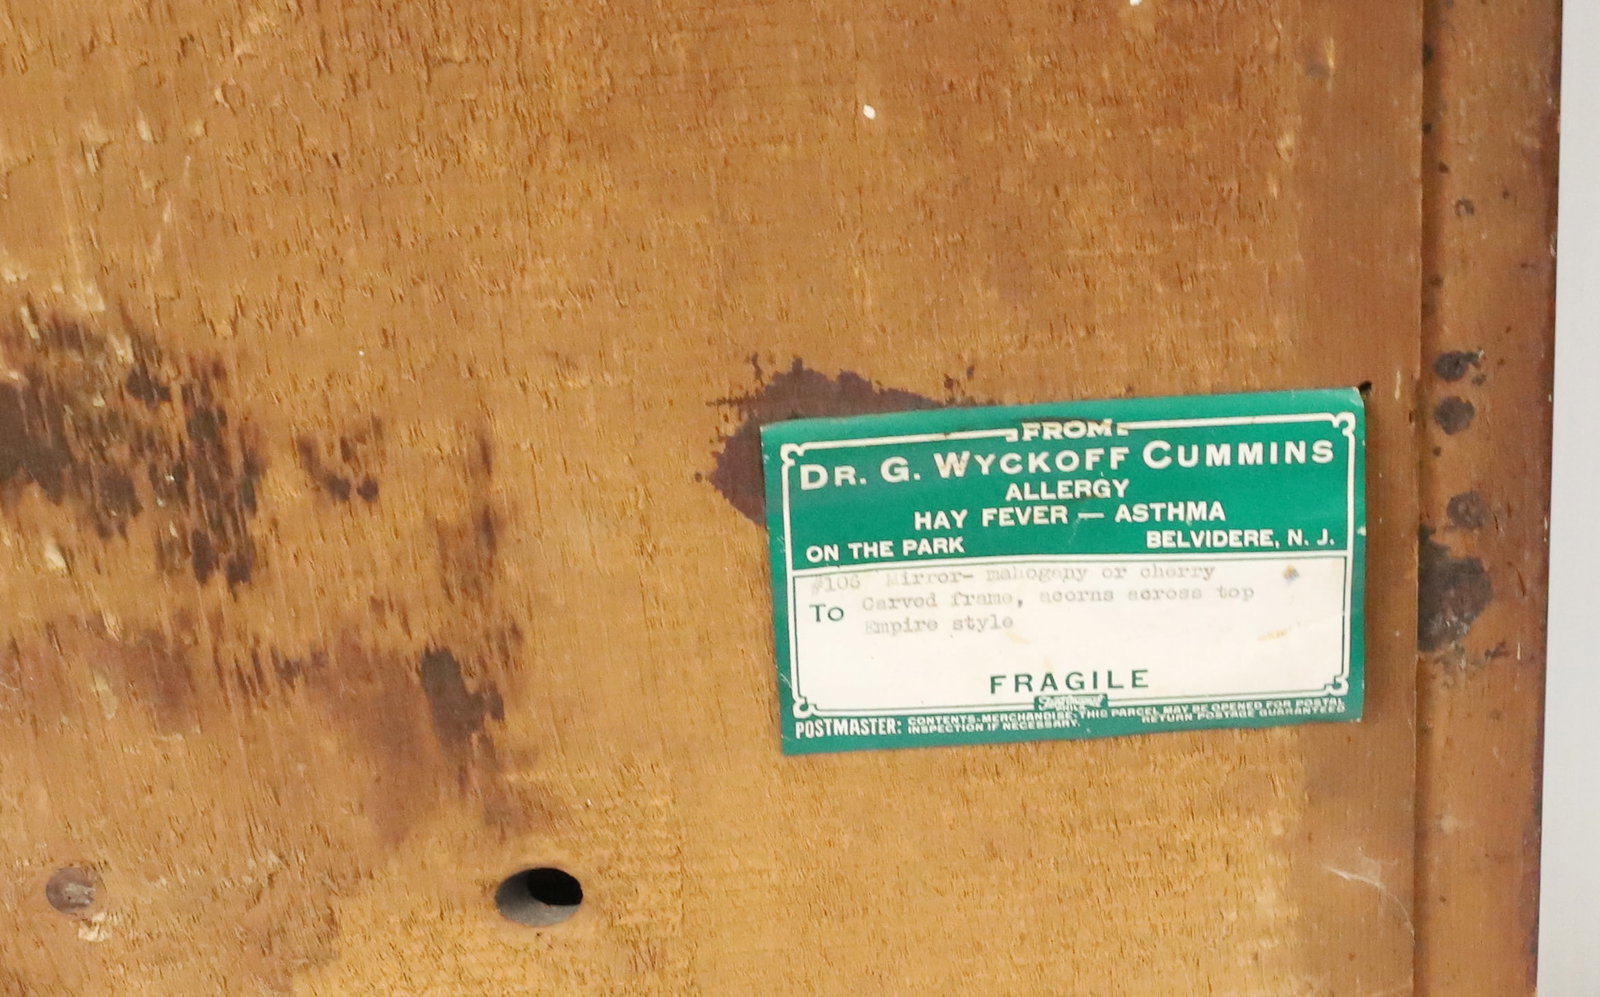 FROM
DR. G. WYCKOFF CUMMINS
ALLERGY
HAY FEVER — ASTHMA
ON THE PARK BELVIDERE, N. J.
#106 Mirror- mahogany or cherry
TO Carved frame, acorns across top
Empire style
FRAGILE
POSTMASTER: CONTENTS-MERCHANDISE-THIS PARCEL MAY BE OPENED FOR POSTAL
INSPECTION IF NECESSARY. RETURN POSTAGE GUARANTEED